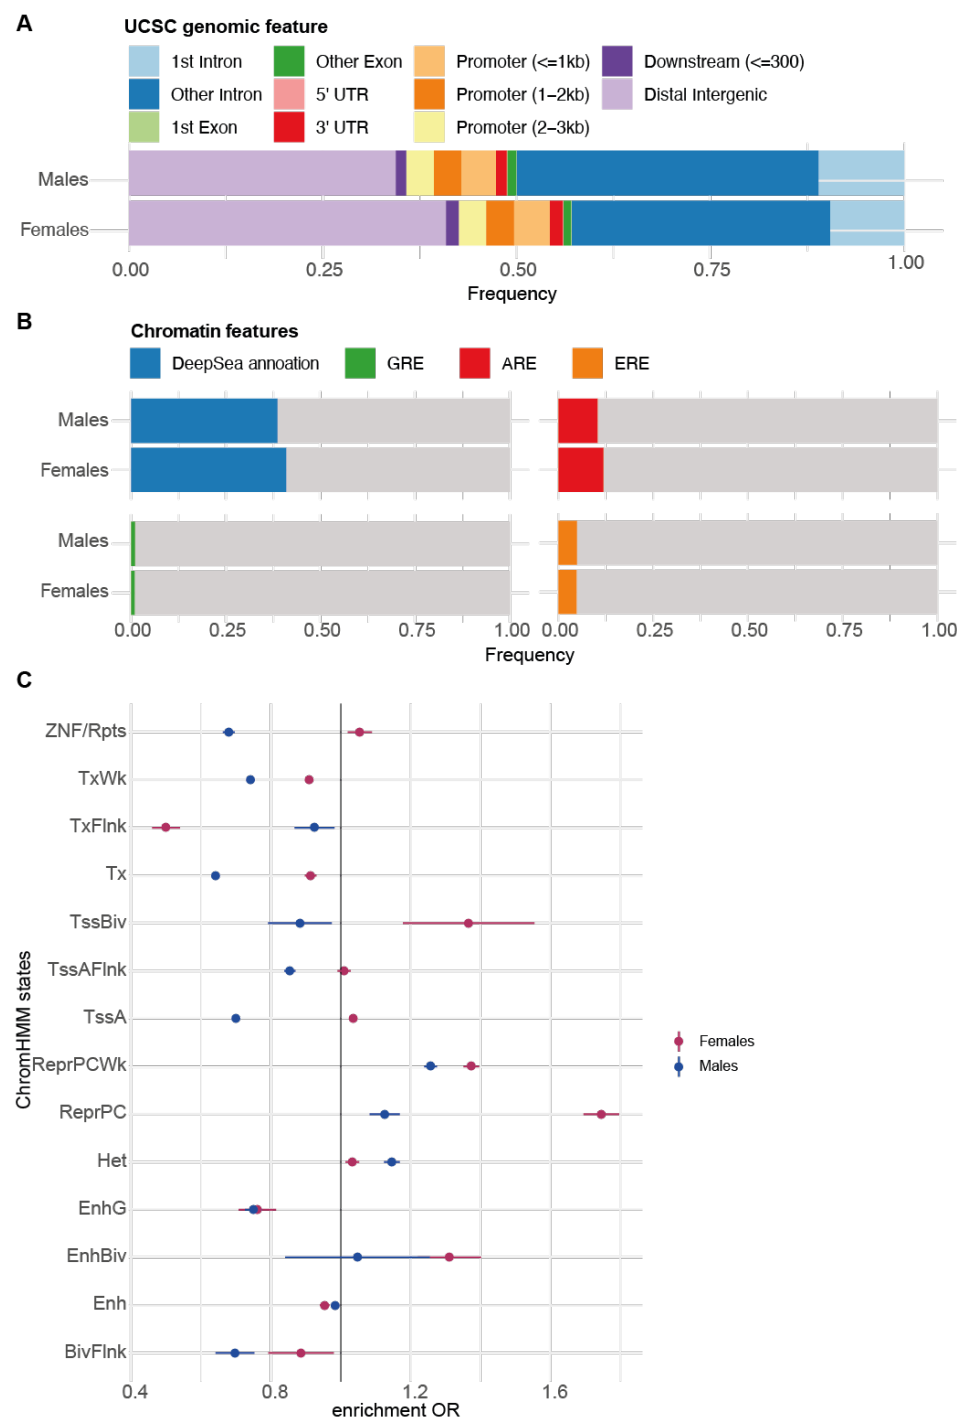 A
UCSC genomic feature
1st Intron
Other Exon
Promoter (<=1kb)
Downstream (<=300)
Other Intron
5' UTR
Promoter (1–2kb)
Distal Intergenic
1st Exon
3' UTR
Promoter (2–3kb)
Males
Females
0.00 0.25 0.50 0.75 1.00
Frequency
B
Chromatin features
DeepSea annoation
GRE
ARE
ERE
Males
Females
Males
Females
0.00 0.25 0.50 0.75 1.00 0.00 0.25 0.50 0.75 1.00
Frequency
C
ChromHMM states
ZNF/Rpts
TxWk
TxFlnk
Tx
TssBiv
TssAFlnk
TssA
ReprPCWk
ReprPC
Het
EnhG
EnhBiv
Enh
BivFlnk
Females
Males
0.4 0.8 1.2 1.6
enrichment OR